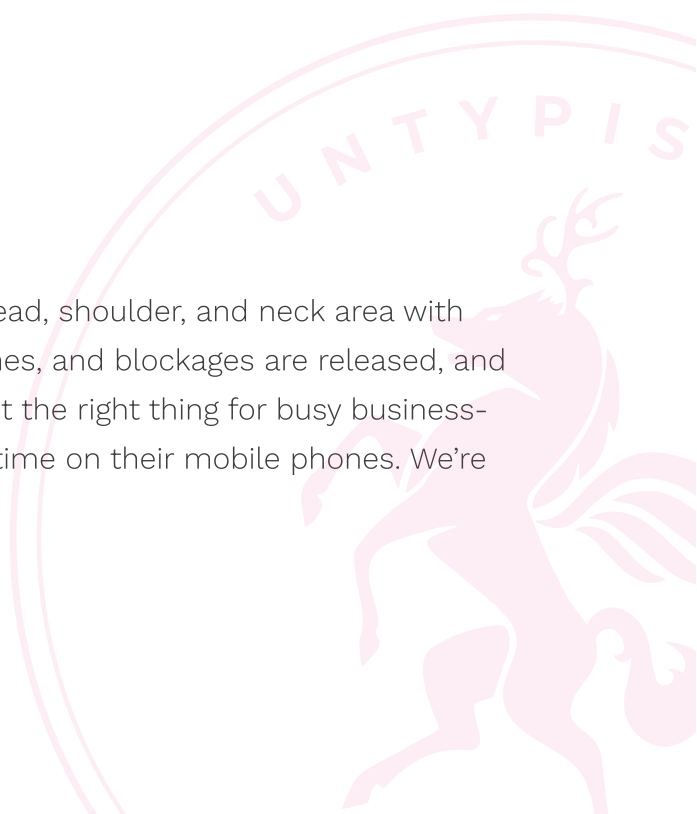 UNTYPIS
ead, shoulder, and neck area with
es, and blockages are released, and
t the right thing for busy business-
time on their mobile phones. We're